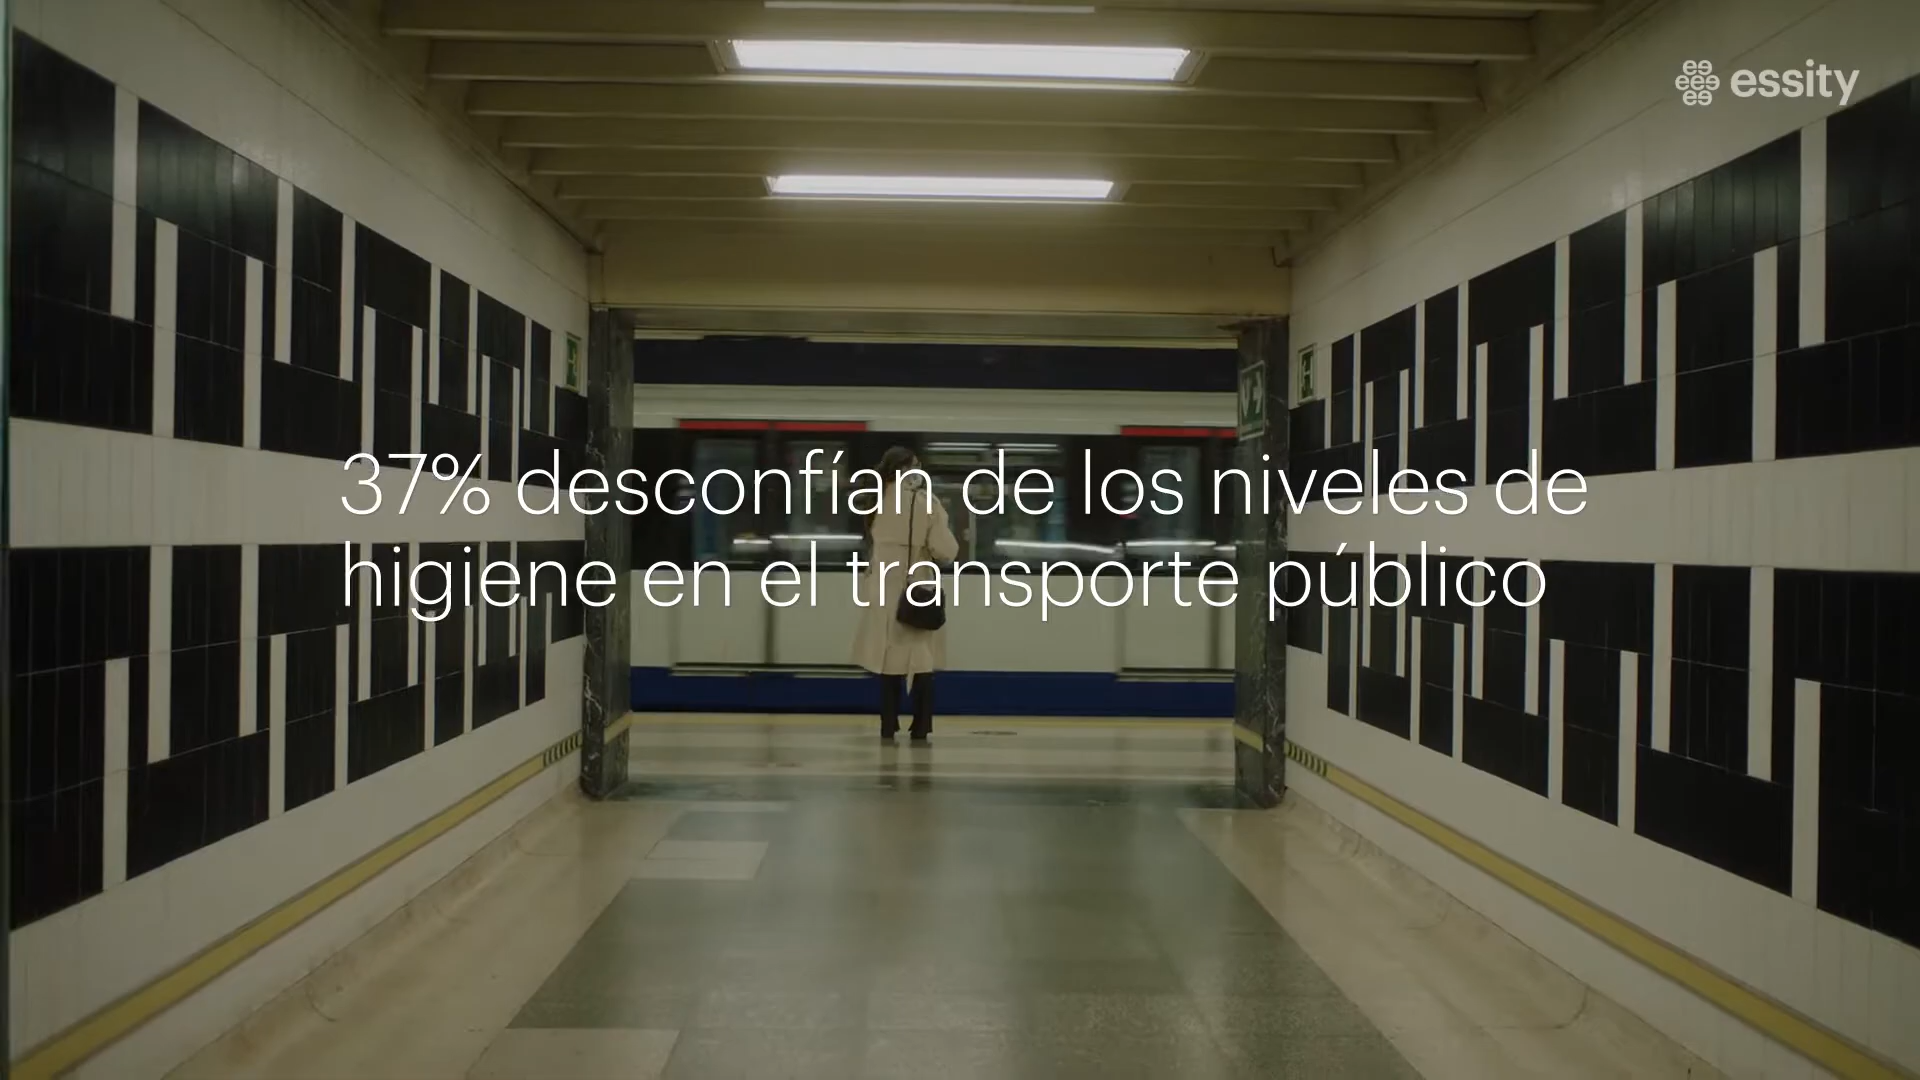 essity
37% desconfían de los niveles de
higiene en el transporte público